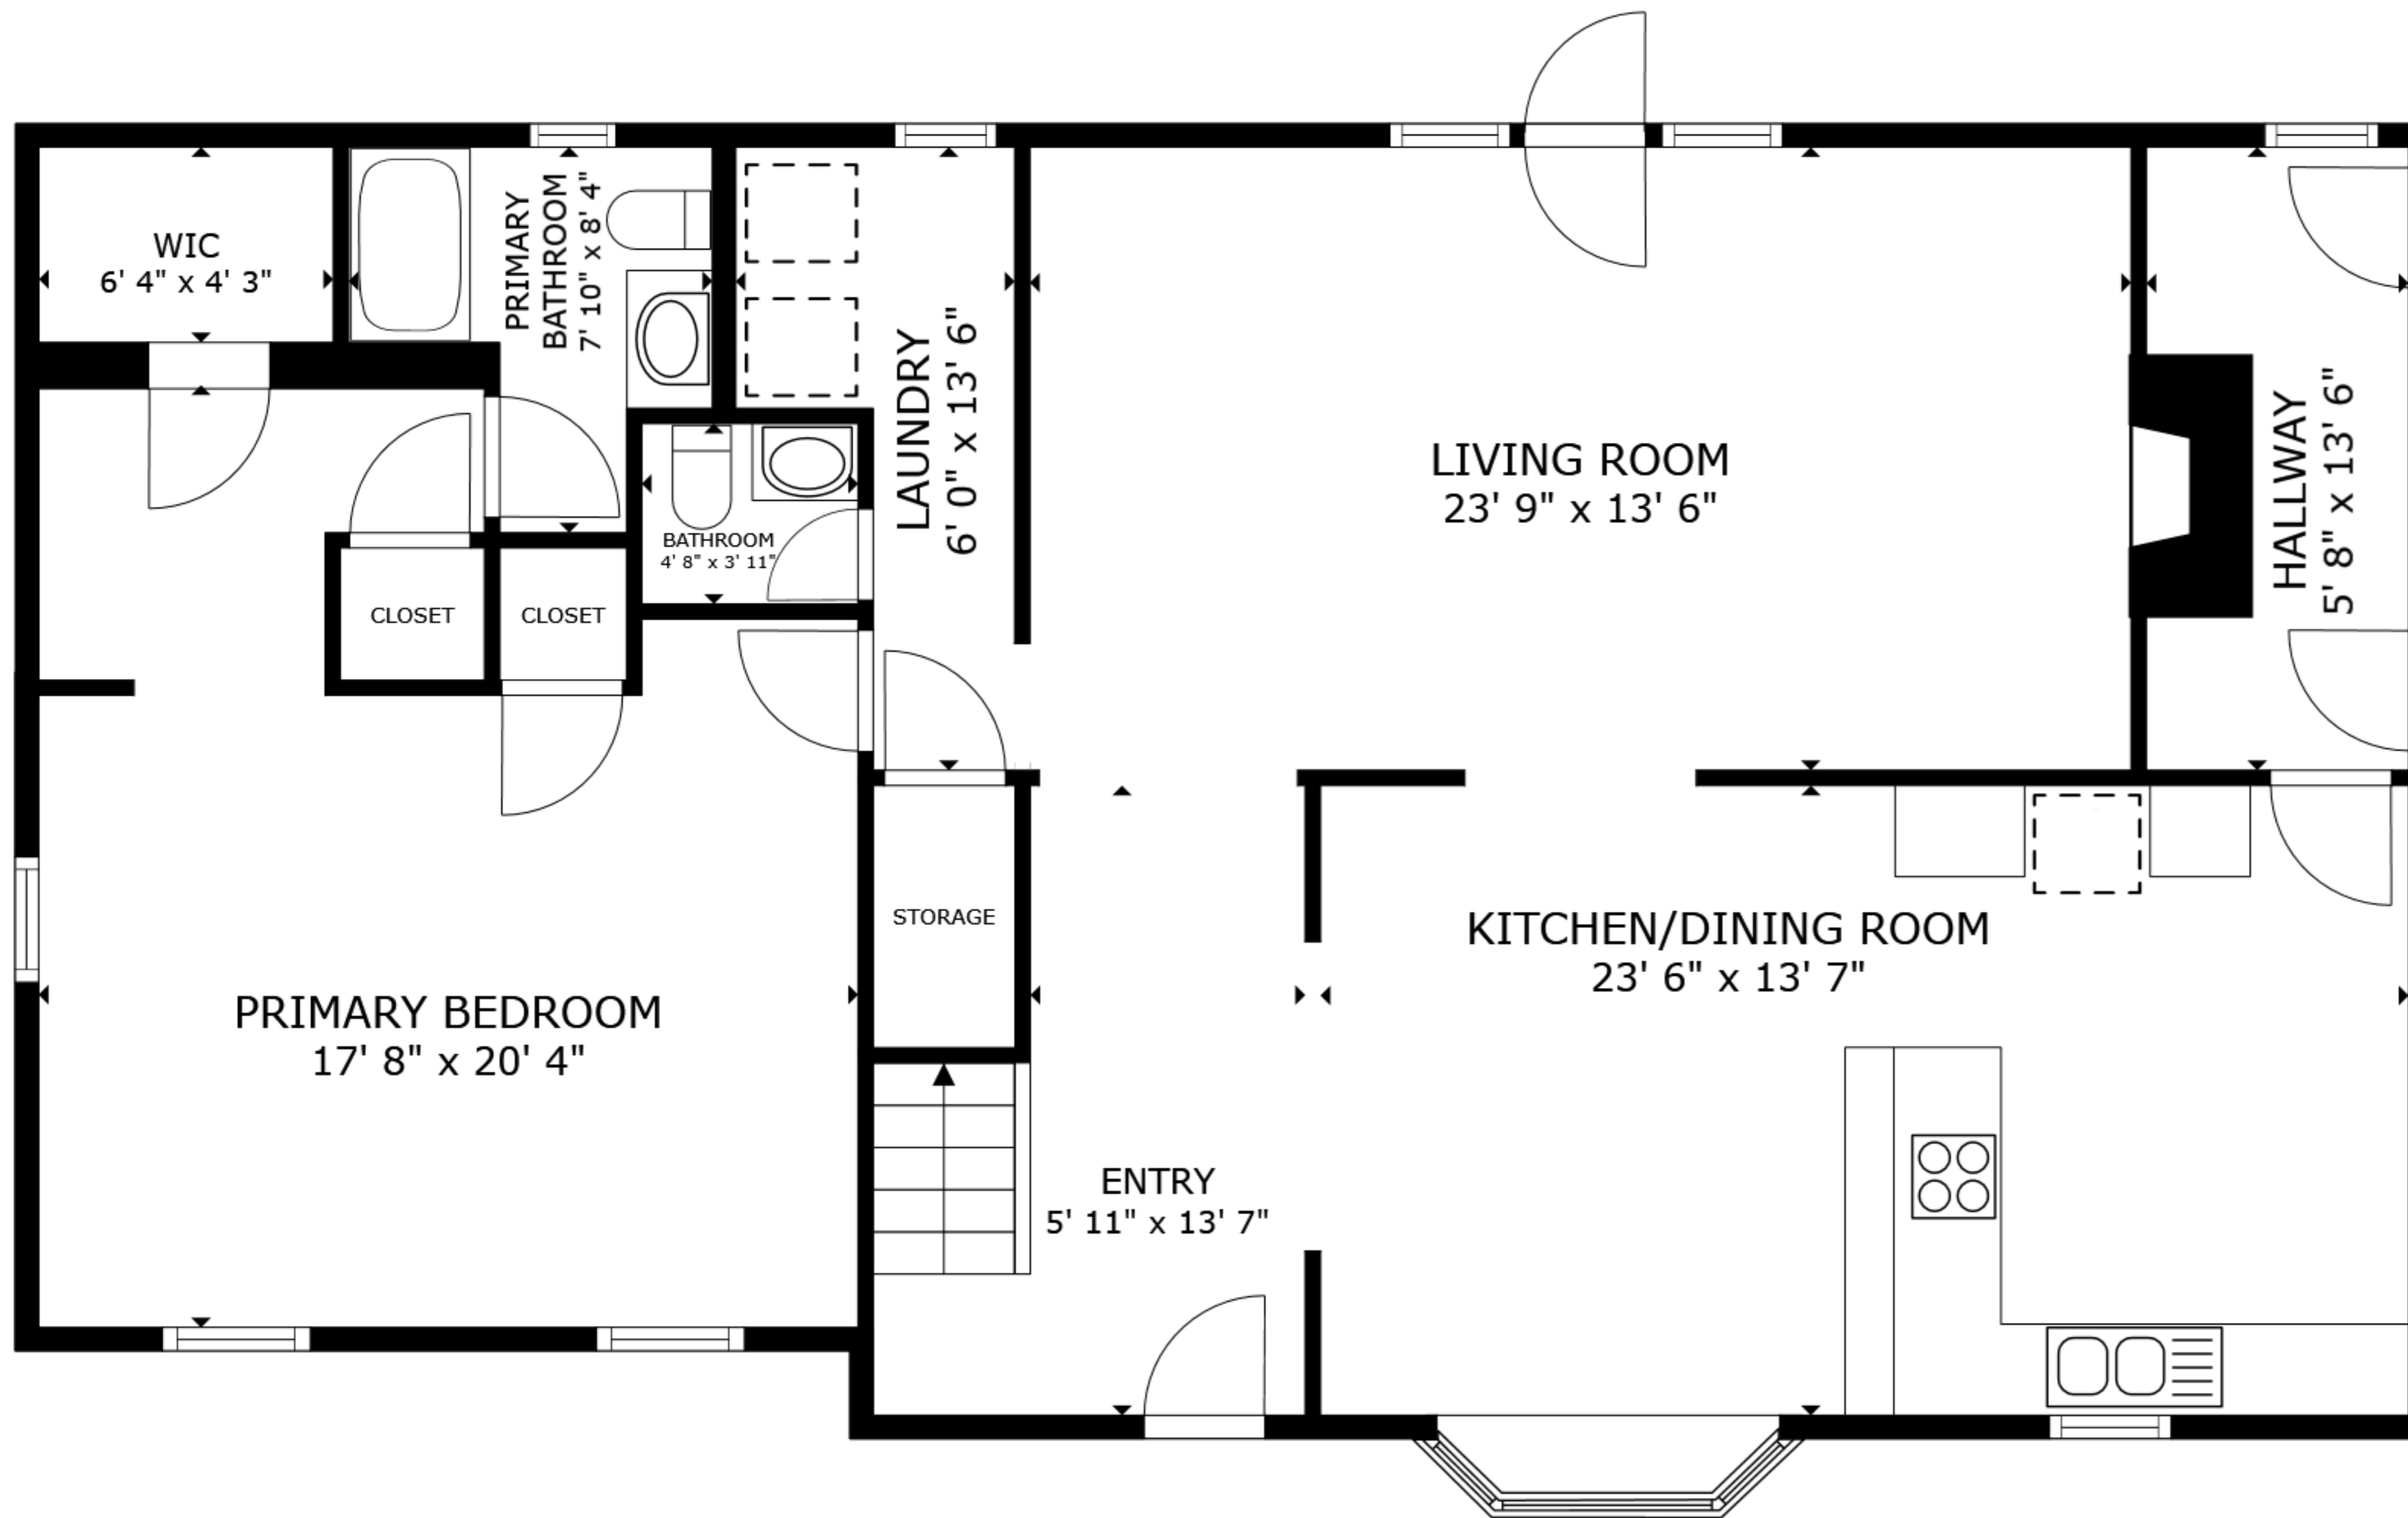 WIC
6' 4" x 4' 3"
PRIMARY
BATHROOM
7' 10" x 8' 4"
LAUNDRY
6' 0" x 13' 6"
LIVING ROOM
23' 9" x 13' 6"
HALLWAY
5' 8" x 13' 6"
BATHROOM
4' 8" x 3' 11"
CLOSET
CLOSET
STORAGE
KITCHEN/DINING ROOM
23' 6" x 13' 7"
PRIMARY BEDROOM
17' 8" x 20' 4"
ENTRY
5' 11" x 13' 7"